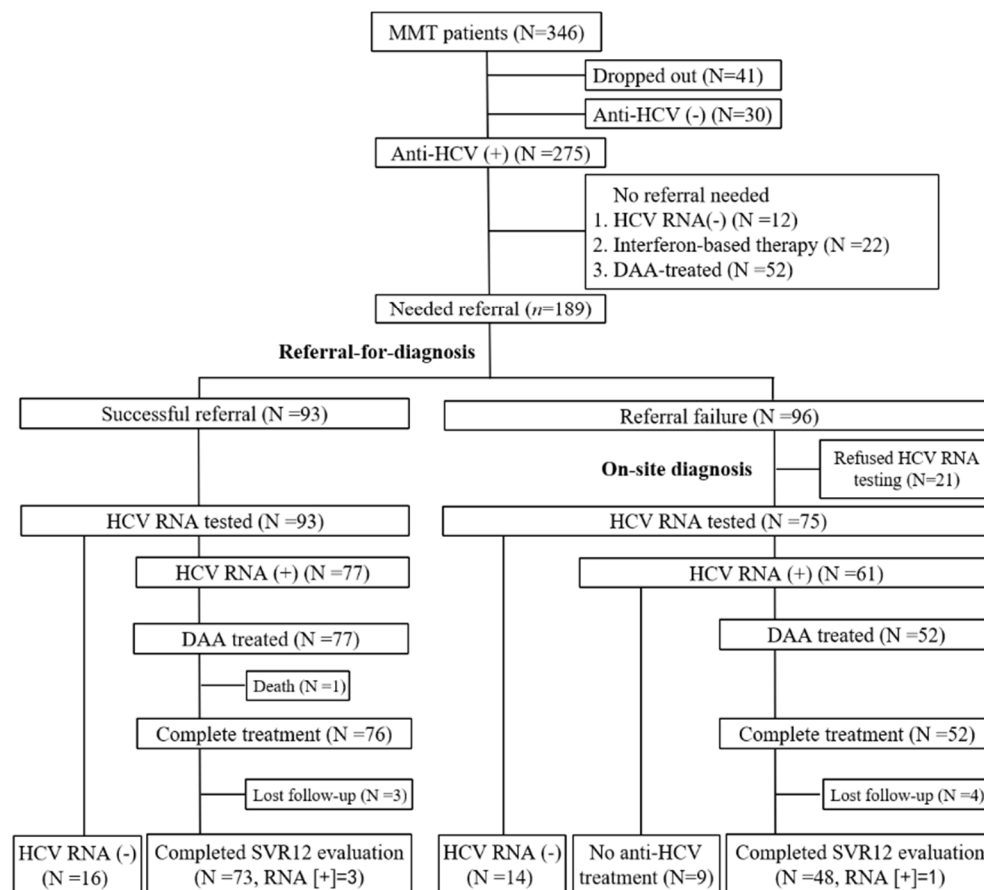 MMT patients (N=346)
Dropped out (N=41)
Anti-HCV (-) (N=30)
Anti-HCV (+) (N =275)
No referral needed
1. HCV RNA(-) (N =12)
2. Interferon-based therapy (N =22)
3. DAA-treated (N =52)
Needed referral (n=189)
Referral-for-diagnosis
Successful referral (N =93)
Referral failure (N =96)
On-site diagnosis
Refused HCV RNA
testing (N=21)
HCV RNA tested (N =93)
HCV RNA tested (N =75)
HCV RNA (+) (N =77)
HCV RNA (+) (N =61)
DAA treated (N =77)
DAA treated (N =52)
Death (N =1)
Complete treatment (N =76)
Complete treatment (N =52)
Lost follow-up (N =3)
Lost follow-up (N =4)
HCV RNA (-)
(N =16)
Completed SVR12 evaluation
(N =73, RNA [+]=3)
HCV RNA (-)
(N =14)
No anti-HCV
treatment (N=9)
Completed SVR12 evaluation
(N =48, RNA [+]=1)